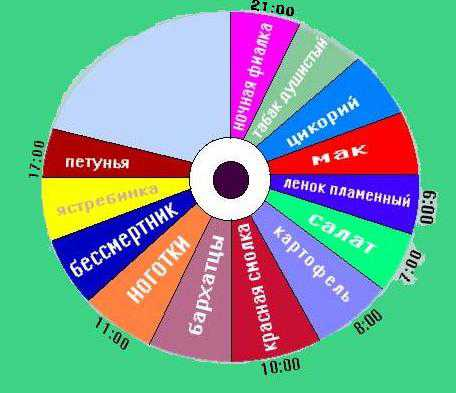 21:00
ночная фиалка
табак душистый
цикорий
мак
ленок пламенный
6:00
салат
7:00
картофель
8:00
красная смолка
10:00
бархатцы
ноготки
11:00
бессмертник
ястребинка
петунья
17:00